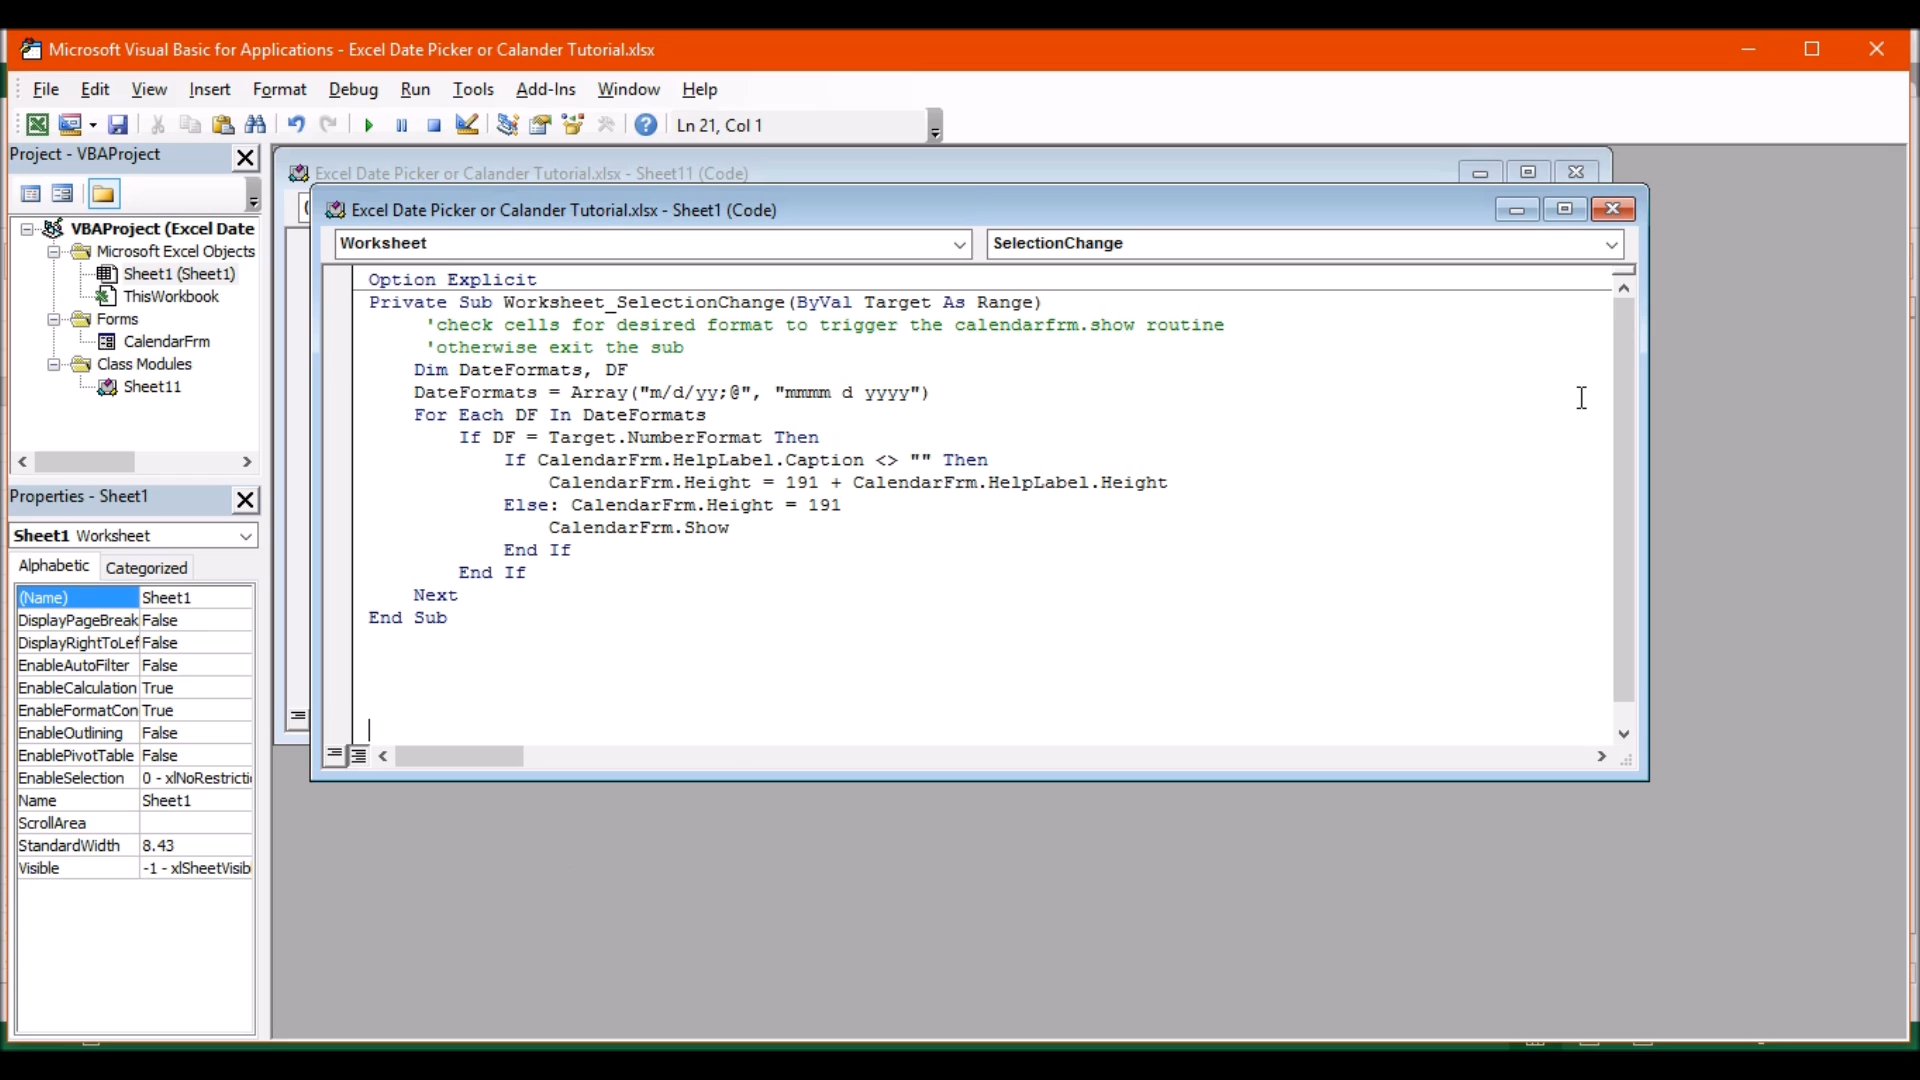 Microsoft Visual Basic for Applications - Excel Date Picker or Calander Tutorial.xlsx
File Edit View Insert Format Debug Run Tools Add-Ins Window Help
Ln 21, Col 1
Project - VBAProject
VBAProject (Excel Date
Microsoft Excel Objects
Sheet1 (Sheet1)
ThisWorkbook
Forms
CalendarFrm
Class Modules
Sheet11
Properties - Sheet1
Sheet1 Worksheet
Alphabetic Categorized
(Name) Sheet1
DisplayPageBreak False
DisplayRightToLef False
EnableAutoFilter False
EnableCalculation True
EnableFormatCon True
EnableOutlining False
EnablePivotTable False
EnableSelection 0 - xlNoRestricti
Name Sheet1
ScrollArea
StandardWidth 8.43
Visible -1 - xlSheetVisib
Excel Date Picker or Calander Tutorial.xlsx - Sheet11 (Code)
Excel Date Picker or Calander Tutorial.xlsx - Sheet1 (Code)
Worksheet SelectionChange
Option Explicit
Private Sub Worksheet_SelectionChange(ByVal Target As Range)
'check cells for desired format to trigger the calendarfrm.show routine
'otherwise exit the sub
Dim DateFormats, DF
DateFormats = Array("m/d/yy;@", "mmmm d yyyy")
For Each DF In DateFormats
If DF = Target.NumberFormat Then
If CalendarFrm.HelpLabel.Caption <> "" Then
CalendarFrm.Height = 191 + CalendarFrm.HelpLabel.Height
Else: CalendarFrm.Height = 191
CalendarFrm.Show
End If
End If
Next
End Sub